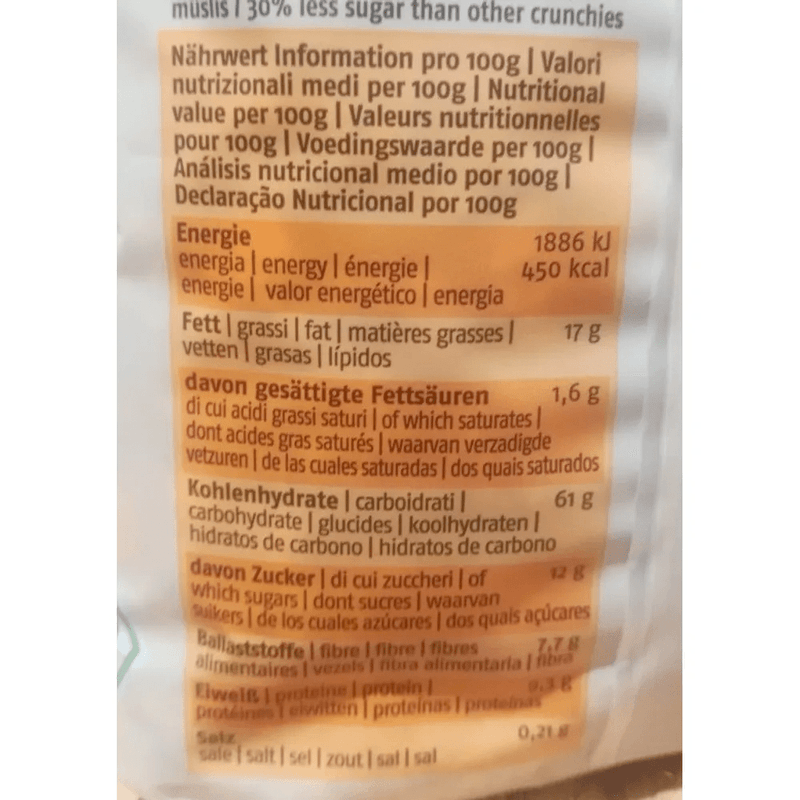 müslis | 30% less sugar than other crunchies
Nährwert Information pro 100g | Valori
nutrizionali medi per 100g | Nutritional
value per 100g | Valeurs nutritionnelles
pour 100g | Voedingswaarde per 100g |
Análisis nutricional medio por 100g |
Declaração Nutricional por 100g
Energie 1886 kJ
energia | energy | énergie | 450 kcal
energie | valor energético | energia
Fett | grassi | fat | matières grasses | 17 g
vetten | grasas | lípidos
davon gesättigte Fettsäuren 1,6 g
di cui acidi grassi saturi | of which saturates |
dont acides gras saturés | waarvan verzadigde
vetzuren | de las cuales saturadas | dos quais saturados
Kohlenhydrate | carboidrati | 61 g
carbohydrate | glucides | koolhydraten |
hidratos de carbono | hidratos de carbono
davon Zucker | di cui zuccheri | of 12 g
which sugars | dont sucres | waarvan
suikers | de los cuales azúcares | dos quais açúcares
Ballaststoffe | fibre | fibre | fibres 7,7 g
alimentaires | vezels | fibra alimentaria | fibra
Eiweiß | proteine | protein | 9,3 g
protéines | eiwitten | proteínas | proteínas
Salz 0,21 g
sale | salt | sel | zout | sal | sal